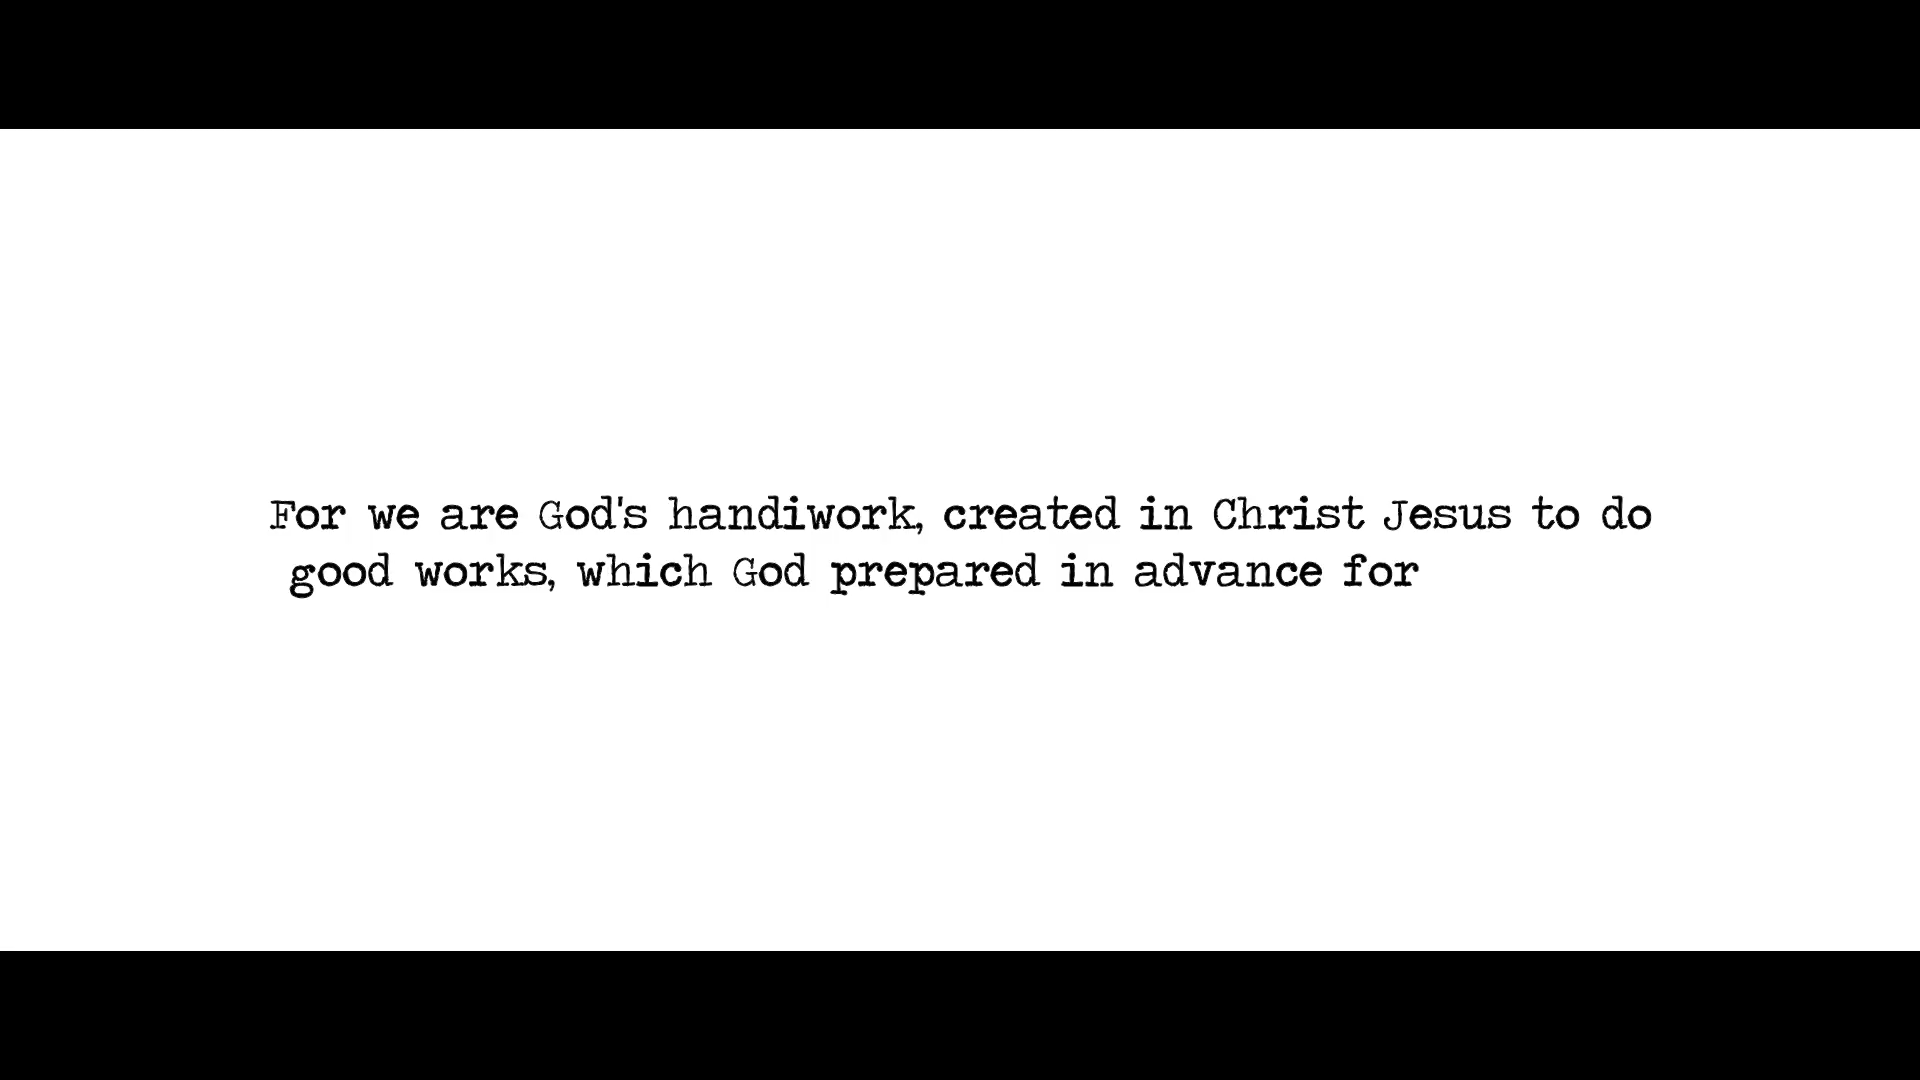 For we are God's handiwork, created in Christ Jesus to do
good works, which God prepared in advance for